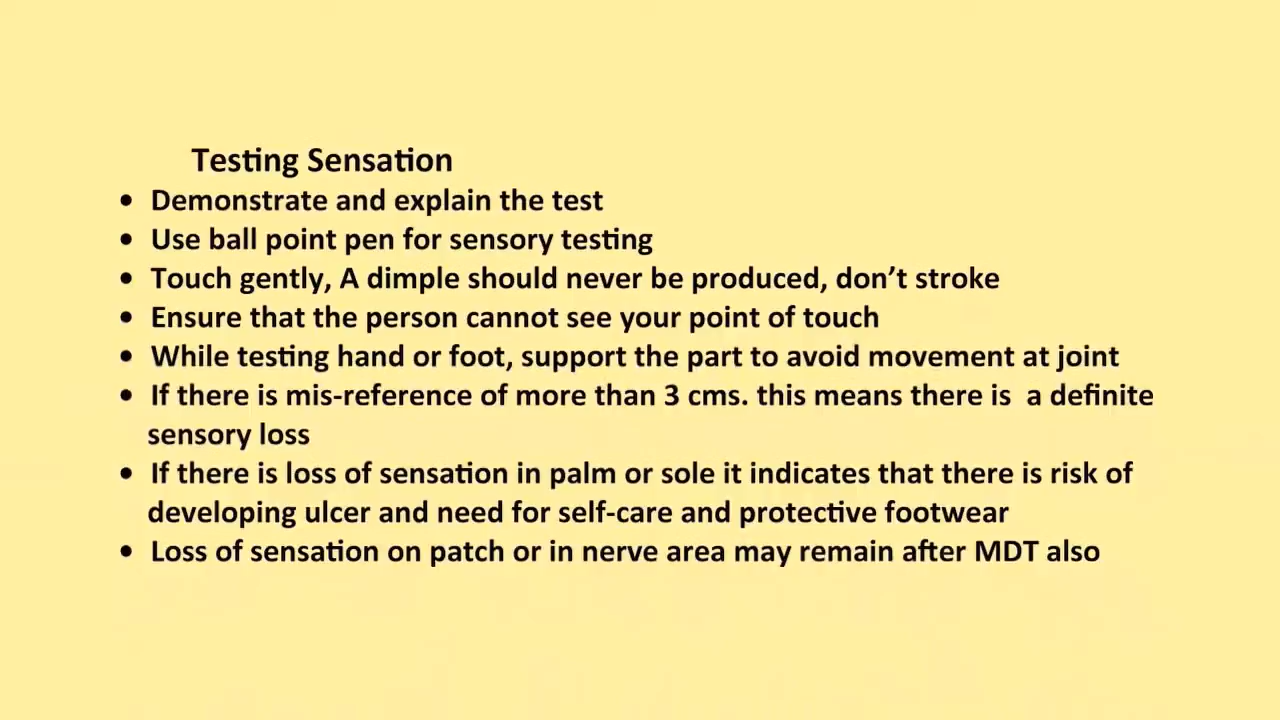 Testing Sensation
• Demonstrate and explain the test
• Use ball point pen for sensory testing
• Touch gently, A dimple should never be produced, don’t stroke
• Ensure that the person cannot see your point of touch
• While testing hand or foot, support the part to avoid movement at joint
• If there is mis-reference of more than 3 cms. this means there is  a definite
sensory loss
• If there is loss of sensation in palm or sole it indicates that there is risk of
developing ulcer and need for self-care and protective footwear
• Loss of sensation on patch or in nerve area may remain after MDT also